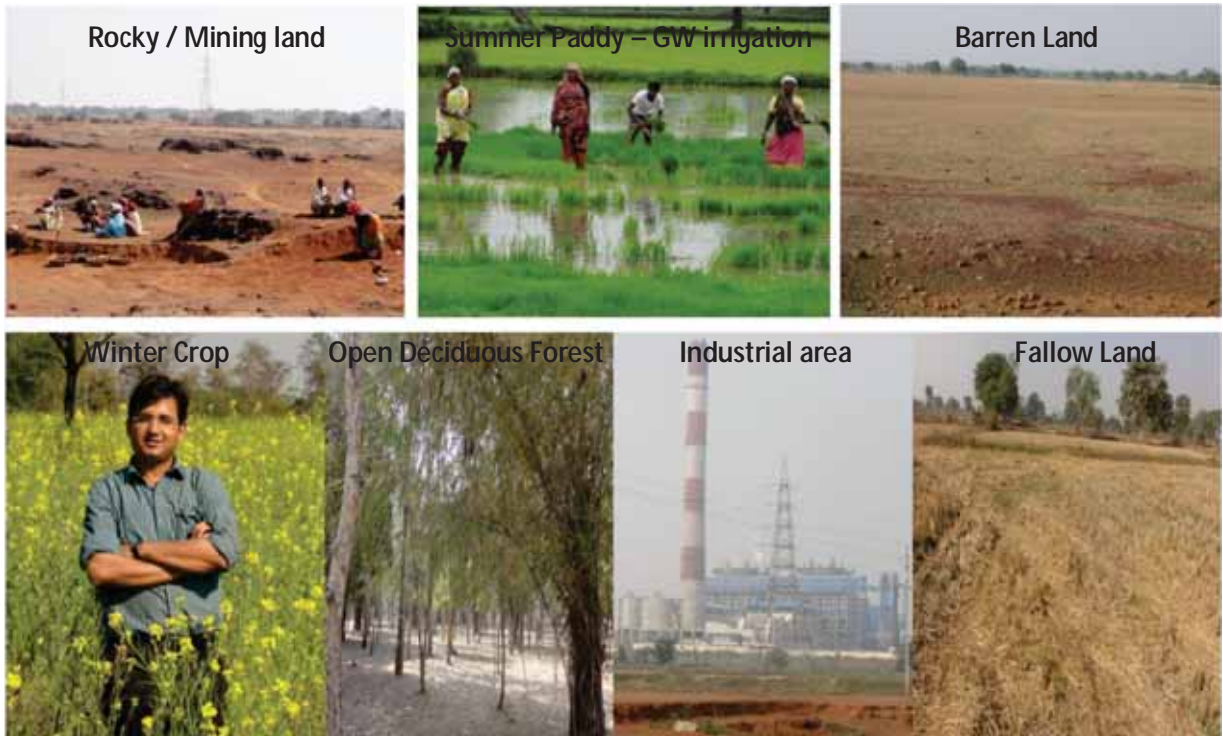 Rocky / Mining land
Summer Paddy – GW irrigation
Barren Land
Winter Crop
Open Deciduous Forest
Industrial area
Fallow Land